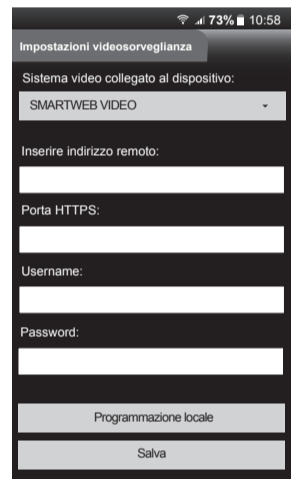 73% 10:58
Impostazioni videosorveglianza
Sistema video collegato al dispositivo:
SMARTWEB VIDEO
Inserire indirizzo remoto:
Porta HTTPS:
Username:
Password:
Programmazione locale
Salva